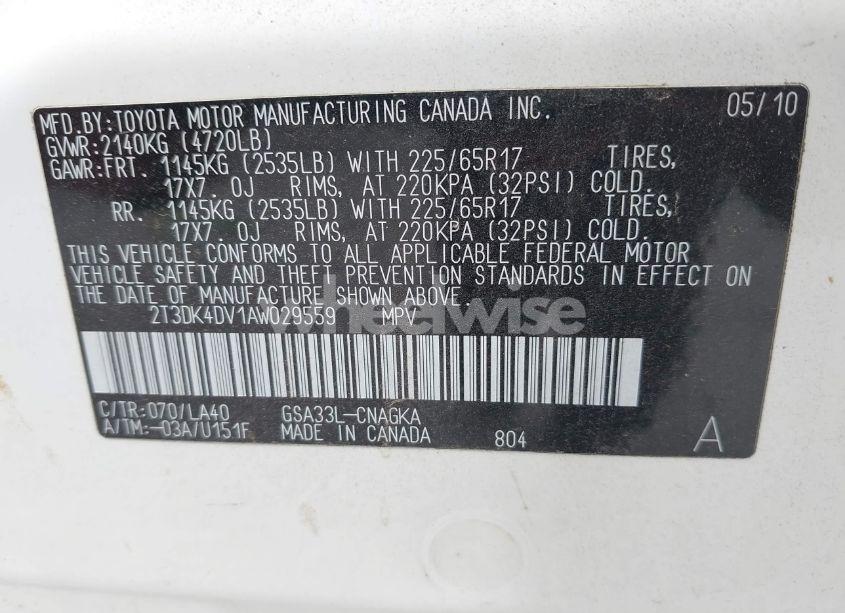 MFD.BY:TOYOTA MOTOR MANUFACTURING CANADA INC. 05/10
GVWR:2140KG (4720LB)
GAWR:FRT. 1145KG (2535LB) WITH 225/65R17 TIRES,
17X7.0J RIMS, AT 220KPA (32PSI) COLD.
RR. 1145KG (2535LB) WITH 225/65R17 TIRES,
17X7.0J RIMS, AT 220KPA (32PSI) COLD.
THIS VEHICLE CONFORMS TO ALL APPLICABLE FEDERAL MOTOR
VEHICLE SAFETY AND THEFT PREVENTION STANDARDS IN EFFECT ON
THE DATE OF MANUFACTURE SHOWN ABOVE.
2T3DK4DV1AW029559 MPV
wheelwise
C/TR:070/LA40 GSA33L-CNAGKA
A/TM:-03A/U151F MADE IN CANADA 804 A